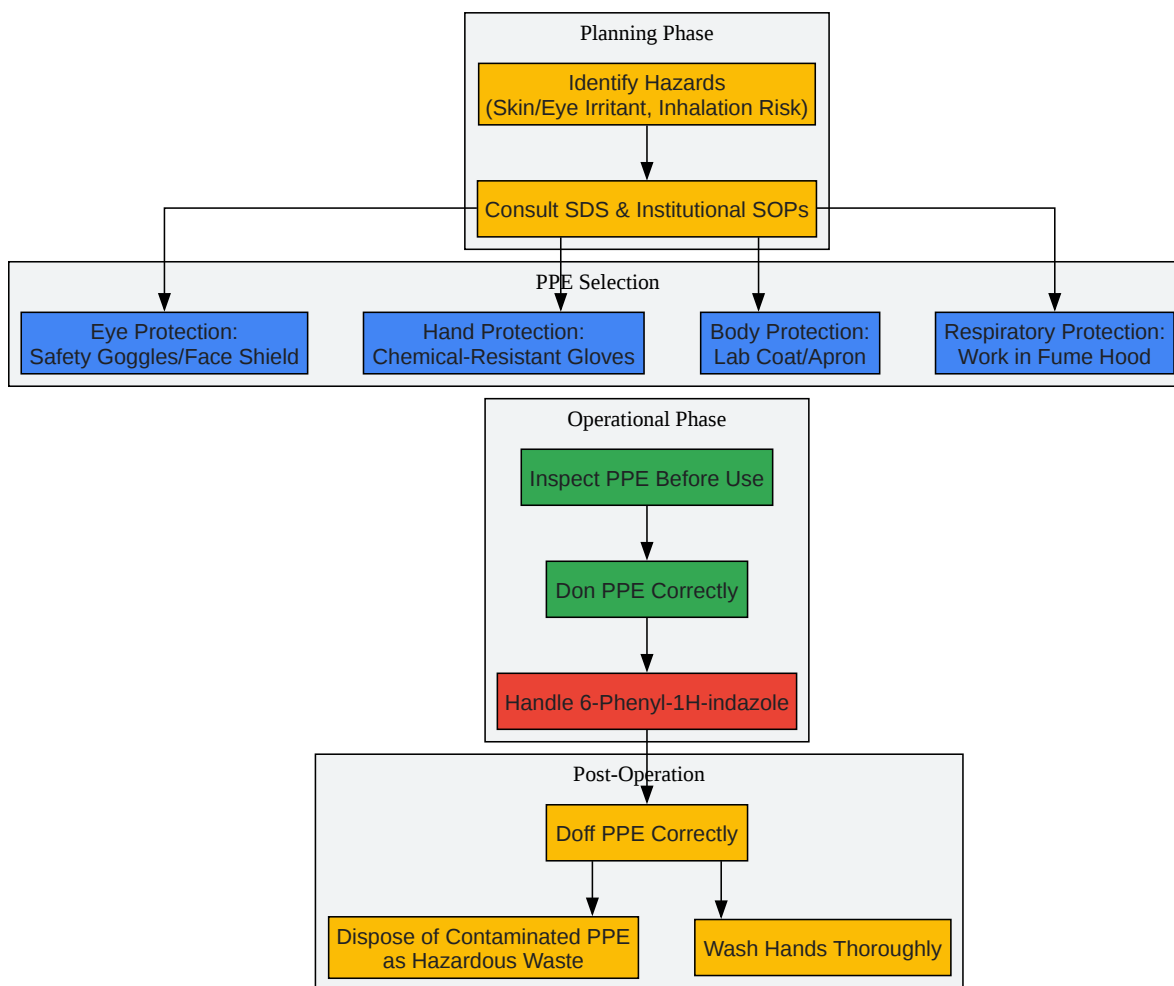 Planning Phase
Identify Hazards
(Skin/Eye Irritant, Inhalation Risk)
Consult SDS & Institutional SOPs
PPE Selection
Eye Protection:
Safety Goggles/Face Shield
Hand Protection:
Chemical-Resistant Gloves
Body Protection:
Lab Coat/Apron
Respiratory Protection:
Work in Fume Hood
Operational Phase
Inspect PPE Before Use
Don PPE Correctly
Handle 6-Phenyl-1H-indazole
Post-Operation
Doff PPE Correctly
Dispose of Contaminated PPE
as Hazardous Waste
Wash Hands Thoroughly